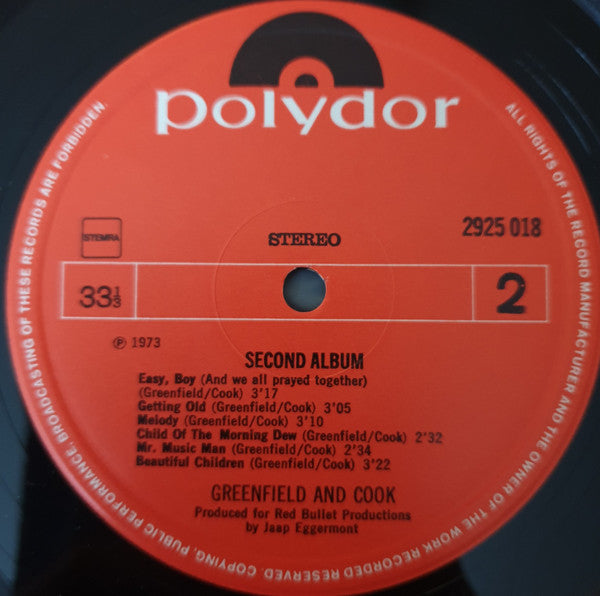 polydor
STEMRA
STEREO
2925 018
33⅓
2
℗ 1973
SECOND ALBUM
Easy, Boy (And we all prayed together)
(Greenfield/Cook) 3'17
Getting Old (Greenfield/Cook) 3'05
Melody (Greenfield/Cook) 3'10
Child Of The Morning Dew (Greenfield/Cook) 2'32
Mr. Music Man (Greenfield/Cook) 2'34
Beautiful Children (Greenfield/Cook) 3'22
GREENFIELD AND COOK
Produced for Red Bullet Productions
by Jaap Eggermont
ALL RIGHTS OF THE RECORD MANUFACTURER AND THE OWNER OF THE WORK RECORDED RESERVED. COPYING, PUBLIC PERFORMANCE, BROADCASTING OF THESE RECORDS ARE FORBIDDEN.